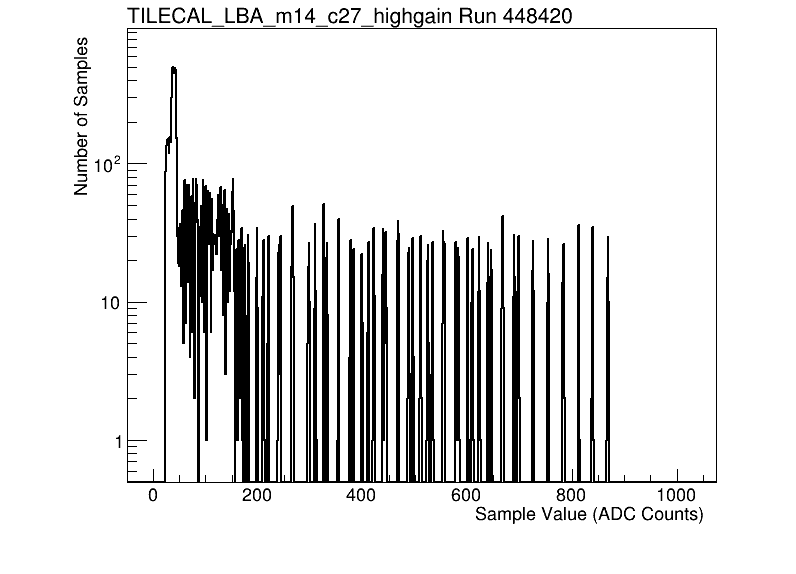 TILECAL_LBA_m14_c27_highgain Run 448420
Number of Samples
10²
10
1
0 200 400 600 800 1000
Sample Value (ADC Counts)